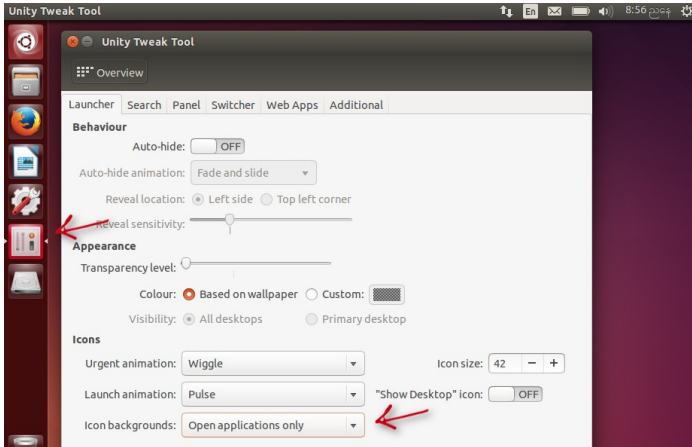 Unity Tweak Tool En 8:56 ညနေ
Unity Tweak Tool
Overview
Launcher Search Panel Switcher Web Apps Additional
Behaviour
Auto-hide: OFF
Auto-hide animation: Fade and slide
Reveal location: Left side Top left corner
Reveal sensitivity:
Appearance
Transparency level:
Colour: Based on wallpaper Custom:
Visibility: All desktops Primary desktop
Icons
Urgent animation: Wiggle Icon size: 42 − +
Launch animation: Pulse "Show Desktop" icon: OFF
Icon backgrounds: Open applications only